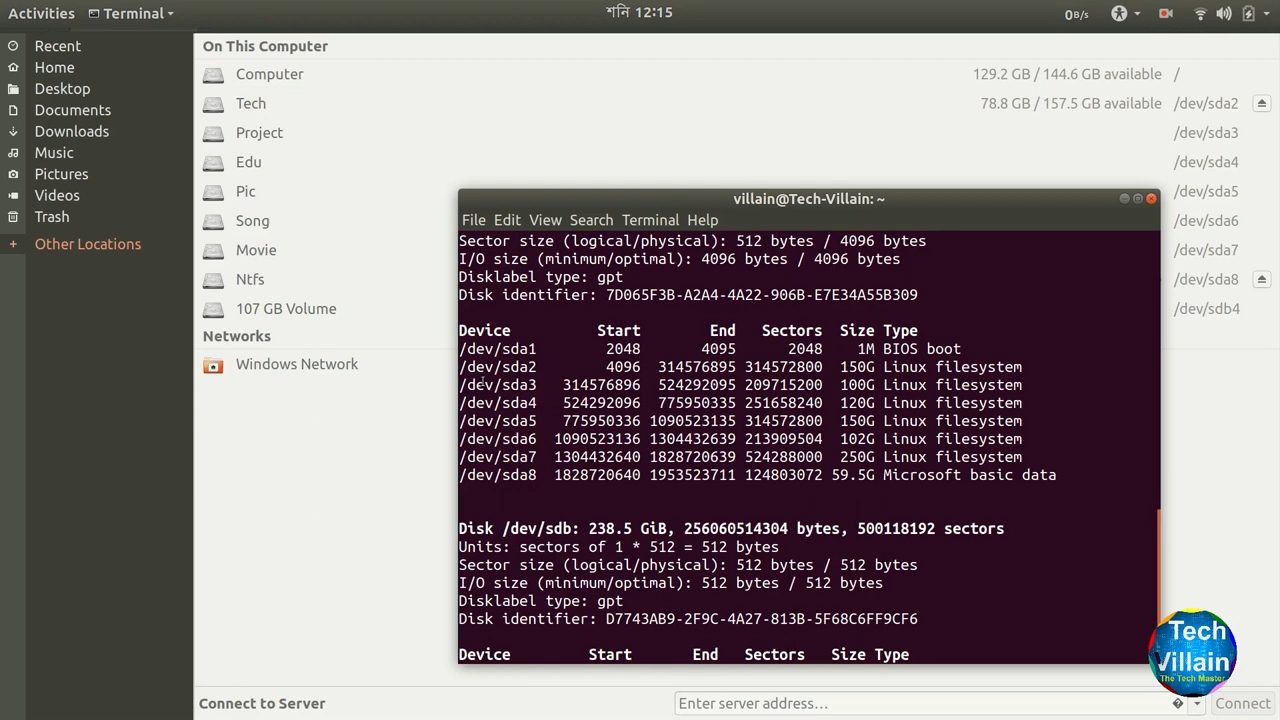 Activities Terminal শনি 12:15 0 B/s
Recent
Home
Desktop
Documents
Downloads
Music
Pictures
Videos
Trash
+ Other Locations
On This Computer
Computer 129.2 GB / 144.6 GB available /
Tech 78.8 GB / 157.5 GB available /dev/sda2
Project /dev/sda3
Edu /dev/sda4
Pic /dev/sda5
Song /dev/sda6
Movie /dev/sda7
Ntfs /dev/sda8
107 GB Volume /dev/sdb4
Networks
Windows Network
villain@Tech-Villain: ~
File Edit View Search Terminal Help
Sector size (logical/physical): 512 bytes / 4096 bytes
I/O size (minimum/optimal): 4096 bytes / 4096 bytes
Disklabel type: gpt
Disk identifier: 7D065F3B-A2A4-4A22-906B-E7E34A55B309
Device Start End Sectors Size Type
/dev/sda1 2048 4095 2048 1M BIOS boot
/dev/sda2 4096 314576895 314572800 150G Linux filesystem
/dev/sda3 314576896 524292095 209715200 100G Linux filesystem
/dev/sda4 524292096 775950335 251658240 120G Linux filesystem
/dev/sda5 775950336 1090523135 314572800 150G Linux filesystem
/dev/sda6 1090523136 1304432639 213909504 102G Linux filesystem
/dev/sda7 1304432640 1828720639 524288000 250G Linux filesystem
/dev/sda8 1828720640 1953523711 124803072 59.5G Microsoft basic data
Disk /dev/sdb: 238.5 GiB, 256060514304 bytes, 500118192 sectors
Units: sectors of 1 * 512 = 512 bytes
Sector size (logical/physical): 512 bytes / 512 bytes
I/O size (minimum/optimal): 512 bytes / 512 bytes
Disklabel type: gpt
Disk identifier: D7743AB9-2F9C-4A27-813B-5F68C6FF9CF6
Device Start End Sectors Size Type
Tech
Villain
The Tech Master
Connect to Server Enter server address… Connect